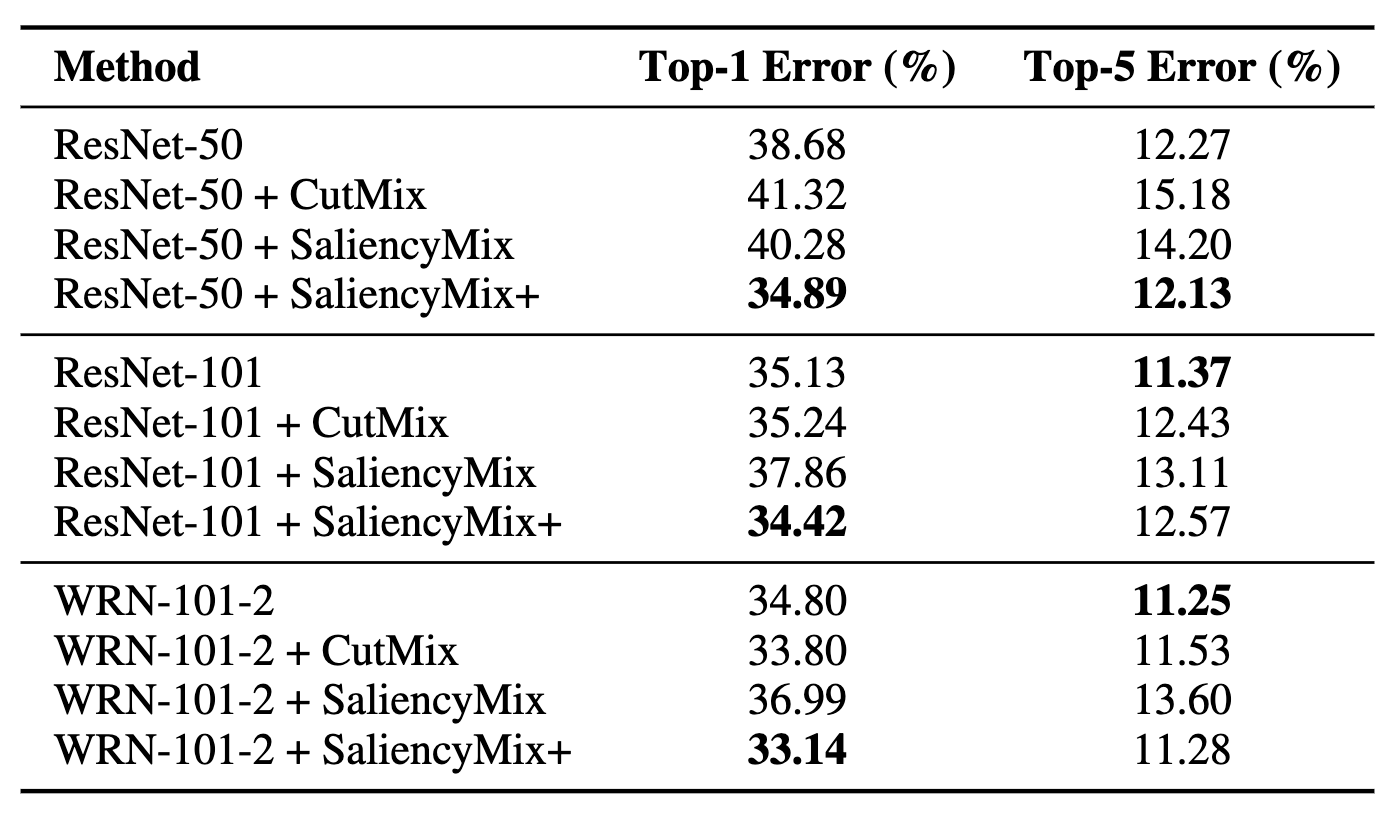 Method Top-1 Error (%) Top-5 Error (%)
ResNet-50 38.68 12.27
ResNet-50 + CutMix 41.32 15.18
ResNet-50 + SaliencyMix 40.28 14.20
ResNet-50 + SaliencyMix+ 34.89 12.13
ResNet-101 35.13 11.37
ResNet-101 + CutMix 35.24 12.43
ResNet-101 + SaliencyMix 37.86 13.11
ResNet-101 + SaliencyMix+ 34.42 12.57
WRN-101-2 34.80 11.25
WRN-101-2 + CutMix 33.80 11.53
WRN-101-2 + SaliencyMix 36.99 13.60
WRN-101-2 + SaliencyMix+ 33.14 11.28